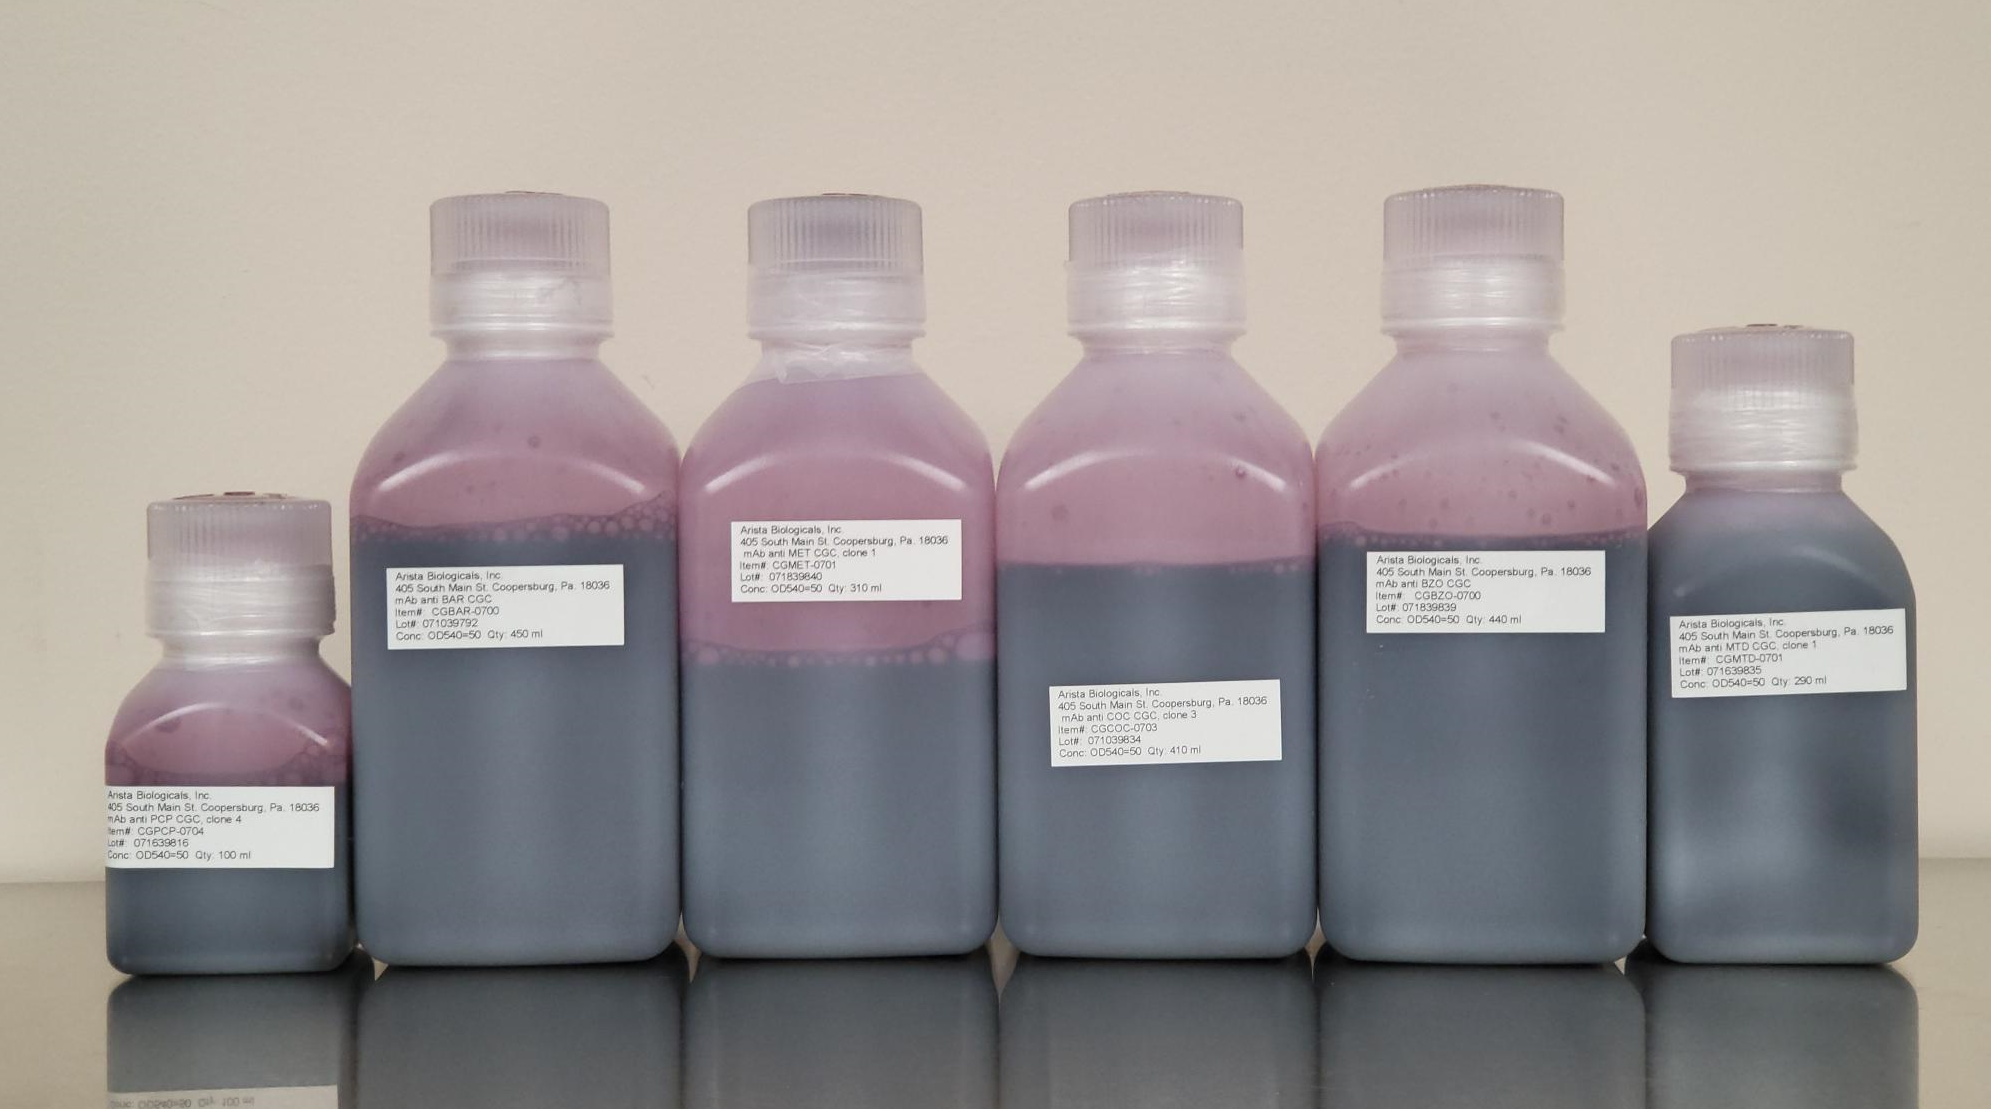 Arista Biologicals, Inc.
405 South Main St. Coopersburg, Pa. 18036
mAb anti PCP CGC, clone 4
Item#: CGPCP-0704
Lot#: 071639816
Conc: OD540=50 Qty: 100 ml
Arista Biologicals, Inc.
405 South Main St. Coopersburg, Pa. 18036
mAb anti BAR CGC
Item#: CGBAR-0700
Lot#: 071039792
Conc: OD540=50 Qty: 450 ml
Arista Biologicals, Inc.
405 South Main St. Coopersburg, Pa. 18036
mAb anti MET CGC, clone 1
Item#: CGMET-0701
Lot#: 071839840
Conc: OD540=50 Qty: 310 ml
Arista Biologicals, Inc.
405 South Main St. Coopersburg, Pa. 18036
mAb anti COC CGC, clone 3
Item#: CGCOC-0703
Lot#: 071039834
Conc: OD540=50 Qty: 410 ml
Arista Biologicals, Inc.
405 South Main St. Coopersburg, Pa. 18036
mAb anti BZO CGC
Item#: CGBZO-0700
Lot#: 071839839
Conc: OD540=50 Qty: 440 ml
Arista Biologicals, Inc.
405 South Main St. Coopersburg, Pa. 18036
mAb anti MTD CGC, clone 1
Item#: CGMTD-0701
Lot#: 071639835
Conc: OD540=50 Qty: 290 ml